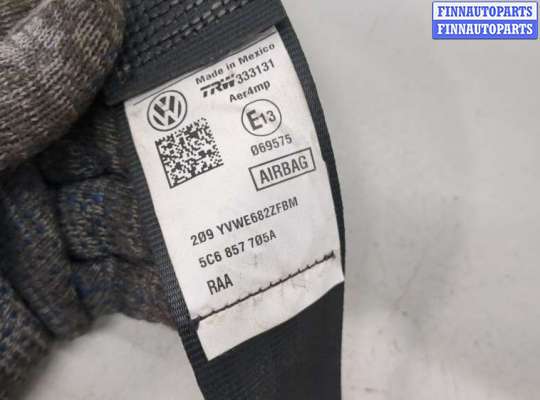 FINNAUTOPARTS
FINNAUTOPARTS
Made in Mexico
TRW 333131
Aer4mp
E13
069575
AIRBAG
209 YVWE682ZFBM
5C6 857 705A
RAA